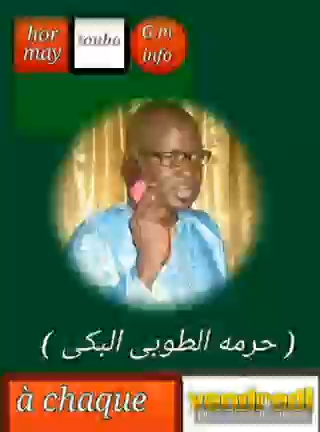 hor
may
touba
G.m
info
( حرمه الطوبى البكى )
à chaque
vendredi